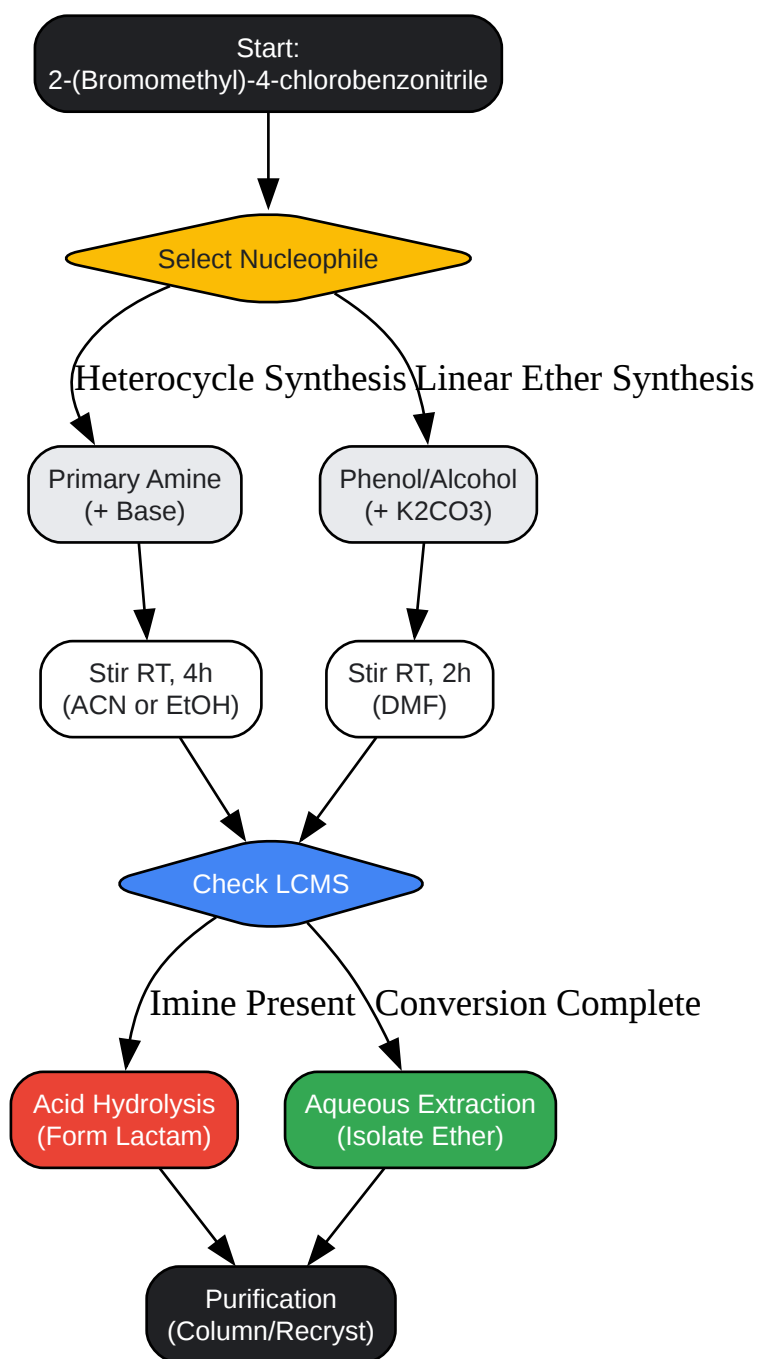 Start:
2-(Bromomethyl)-4-chlorobenzonitrile
Select Nucleophile
Heterocycle Synthesis
Linear Ether Synthesis
Primary Amine
(+ Base)
Phenol/Alcohol
(+ K2CO3)
Stir RT, 4h
(ACN or EtOH)
Stir RT, 2h
(DMF)
Check LCMS
Imine Present
Conversion Complete
Acid Hydrolysis
(Form Lactam)
Aqueous Extraction
(Isolate Ether)
Purification
(Column/Recryst)